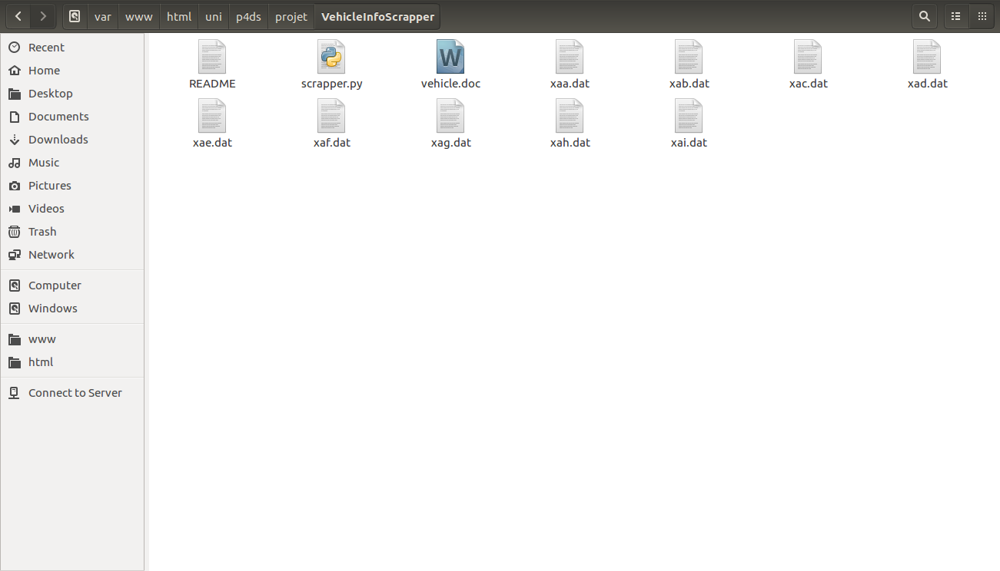 var www html uni p4ds projet VehicleInfoScrapper
Recent
Home
Desktop
Documents
Downloads
Music
Pictures
Videos
Trash
Network
Computer
Windows
www
html
Connect to Server
W
README scrapper.py vehicle.doc xaa.dat xab.dat xac.dat xad.dat
xae.dat xaf.dat xag.dat xah.dat xai.dat